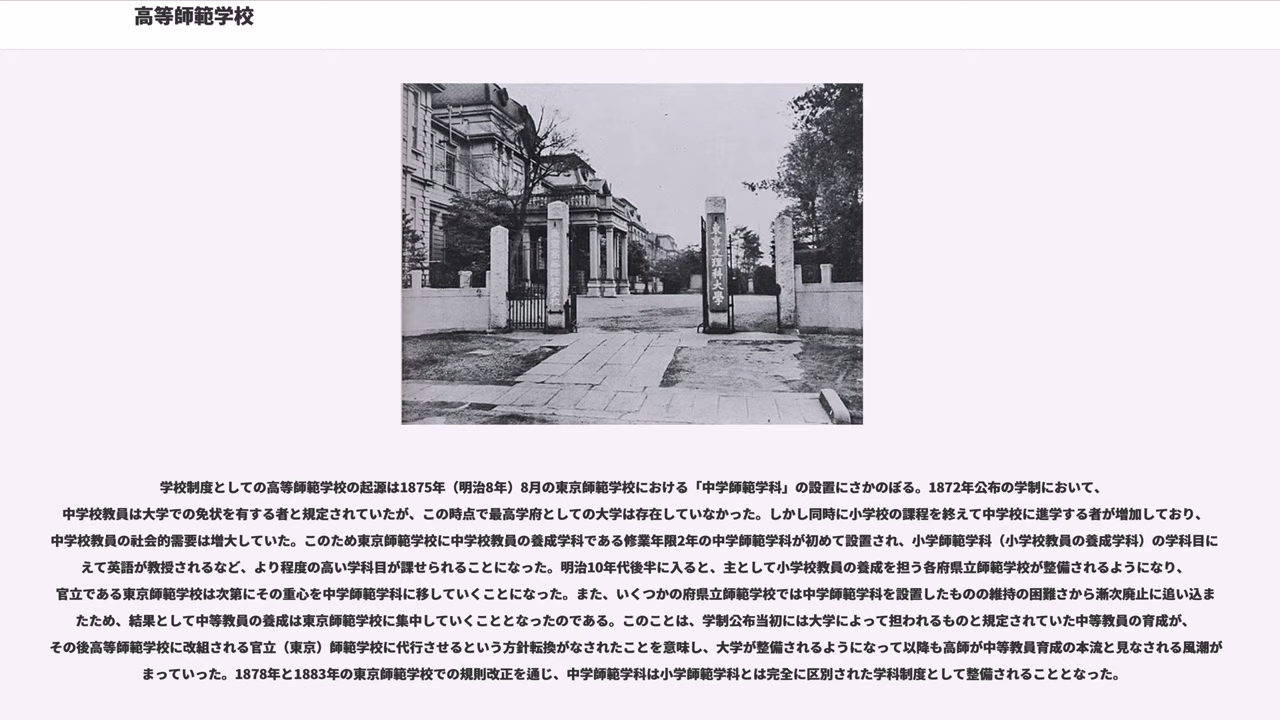 高等師範学校
東京文理科大學
学校制度としての高等師範学校の起源は1875年（明治8年）8月の東京師範学校における「中学師範学科」の設置にさかのぼる。1872年公布の学制において、
中学校教員は大学での免状を有する者と規定されていたが、この時点で最高学府としての大学は存在していなかった。しかし同時に小学校の課程を終えて中学校に進学する者が増加しており、
中学校教員の社会的需要は増大していた。このため東京師範学校に中学校教員の養成学科である修業年限2年の中学師範学科が初めて設置され、小学師範学科（小学校教員の養成学科）の学科目に
えて英語が教授されるなど、より程度の高い学科目が課せられることになった。明治10年代後半に入ると、主として小学校教員の養成を担う各府県立師範学校が整備されるようになり、
官立である東京師範学校は次第にその重心を中学師範学科に移していくことになった。また、いくつかの府県立師範学校では中学師範学科を設置したものの維持の困難さから漸次廃止に追い込ま
たため、結果として中等教員の養成は東京師範学校に集中していくこととなったのである。このことは、学制公布当初には大学によって担われるものと規定されていた中等教員の育成が、
その後高等師範学校に改組される官立（東京）師範学校に代行させるという方針転換がなされたことを意味し、大学が整備されるようになって以降も高師が中等教員育成の本流と見なされる風潮が
まっていった。1878年と1883年の東京師範学校での規則改正を通じ、中学師範学科は小学師範学科とは完全に区別された学科制度として整備されることとなった。